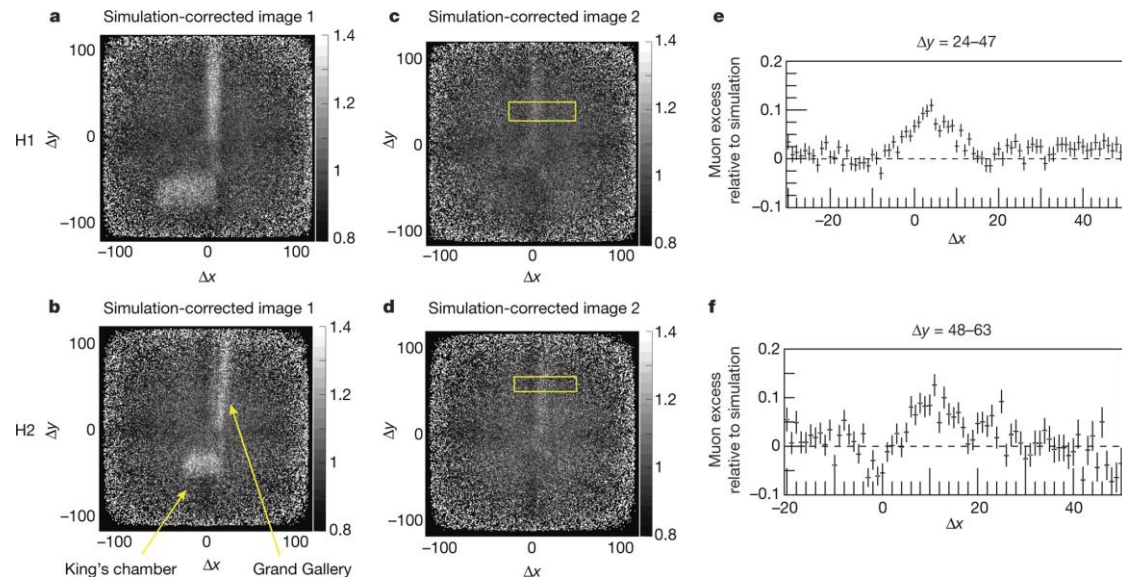 a Simulation-corrected image 1
100
0
–100
Δy
H1
–100 0 100
Δx
1.4
1.2
1
0.8
c Simulation-corrected image 2
100
0
–100
Δy
–100 0 100
Δx
1.4
1.2
1
0.8
e
Δy = 24–47
Muon excess
relative to simulation
0.2
0.1
0
–0.1
–20 0 20 40
Δx
b Simulation-corrected image 1
100
0
–100
Δy
H2
–100 0 100
Δx
1.4
1.2
1
0.8
King's chamber
Grand Gallery
d Simulation-corrected image 2
100
0
–100
Δy
–100 0 100
Δx
1.4
1.2
1
0.8
f
Δy = 48–63
Muon excess
relative to simulation
0.2
0.1
0
–0.1
–20 0 20 40
Δx